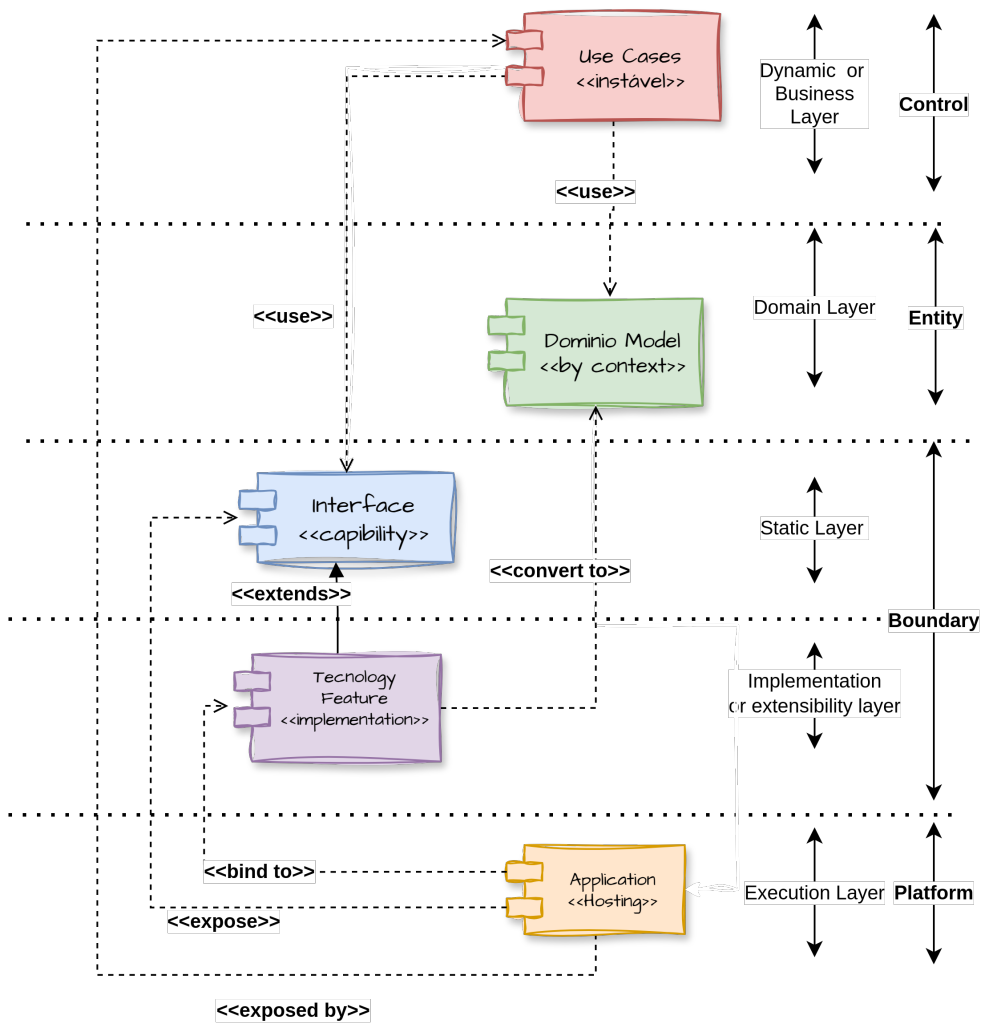 Use Cases
<<instável>>
Dynamic or
Business
Layer
Control
<<use>>
<<use>>
Domain Layer
Entity
Dominio Model
<<by context>>
Interface
<<capibility>>
Static Layer
<<convert to>>
<<extends>>
Boundary
Tecnology
Feature
<<implementation>>
Implementation
or extensibility layer
<<bind to>>
Application
<<Hosting>>
Execution Layer
Platform
<<expose>>
<<exposed by>>